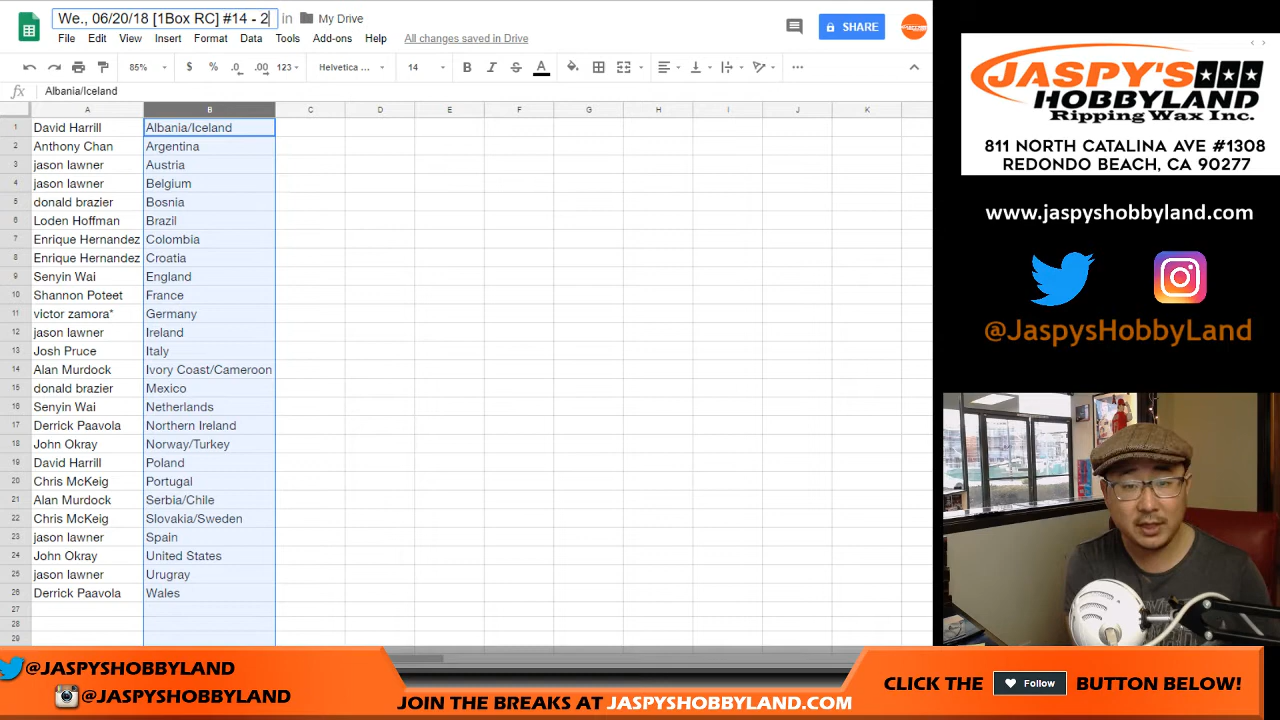 We., 06/20/18 [1Box RC] #14 - 2 in My Drive
File Edit View Insert Format Data Tools Add-ons Help All changes saved in Drive
SHARE
85% $ % .0 .00 123 Helvetica ... 14 B I S A
fx Albania/Iceland
A B C D E F G H I J K
1 David Harrill Albania/Iceland
2 Anthony Chan Argentina
3 jason lawner Austria
4 jason lawner Belgium
5 donald brazier Bosnia
6 Loden Hoffman Brazil
7 Enrique Hernandez Colombia
8 Enrique Hernandez Croatia
9 Senyin Wai England
10 Shannon Poteet France
11 victor zamora* Germany
12 jason lawner Ireland
13 Josh Pruce Italy
14 Alan Murdock Ivory Coast/Cameroon
15 donald brazier Mexico
16 Senyin Wai Netherlands
17 Derrick Paavola Northern Ireland
18 John Okray Norway/Turkey
19 David Harrill Poland
20 Chris McKeig Portugal
21 Alan Murdock Serbia/Chile
22 Chris McKeig Slovakia/Sweden
23 jason lawner Spain
24 John Okray United States
25 jason lawner Urugray
26 Derrick Paavola Wales
27
28
29
JASPY'S
HOBBYLAND
Ripping Wax Inc.
811 NORTH CATALINA AVE #1308
REDONDO BEACH, CA 90277
www.jaspyshobbyland.com
@JaspysHobbyLand
@JASPYSHOBBYLAND
@JASPYSHOBBYLAND
JOIN THE BREAKS AT JASPYSHOBBYLAND.COM
CLICK THE Follow BUTTON BELOW!